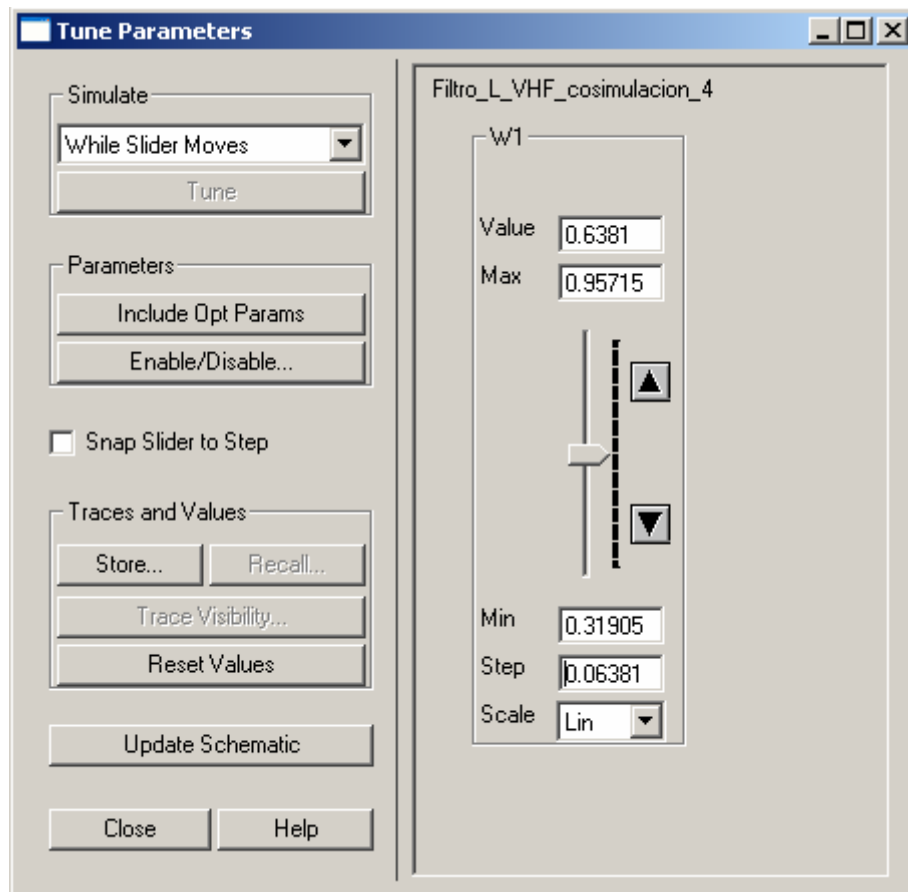 Tune Parameters
Simulate
While Slider Moves
Tune
Parameters
Include Opt Params
Enable/Disable...
Snap Slider to Step
Traces and Values
Store...
Recall...
Trace Visibility...
Reset Values
Update Schematic
Close
Help
Filtro_L_VHF_cosimulacion_4
W1
Value 0.6381
Max 0.95715
Min 0.31905
Step 0.06381
Scale Lin